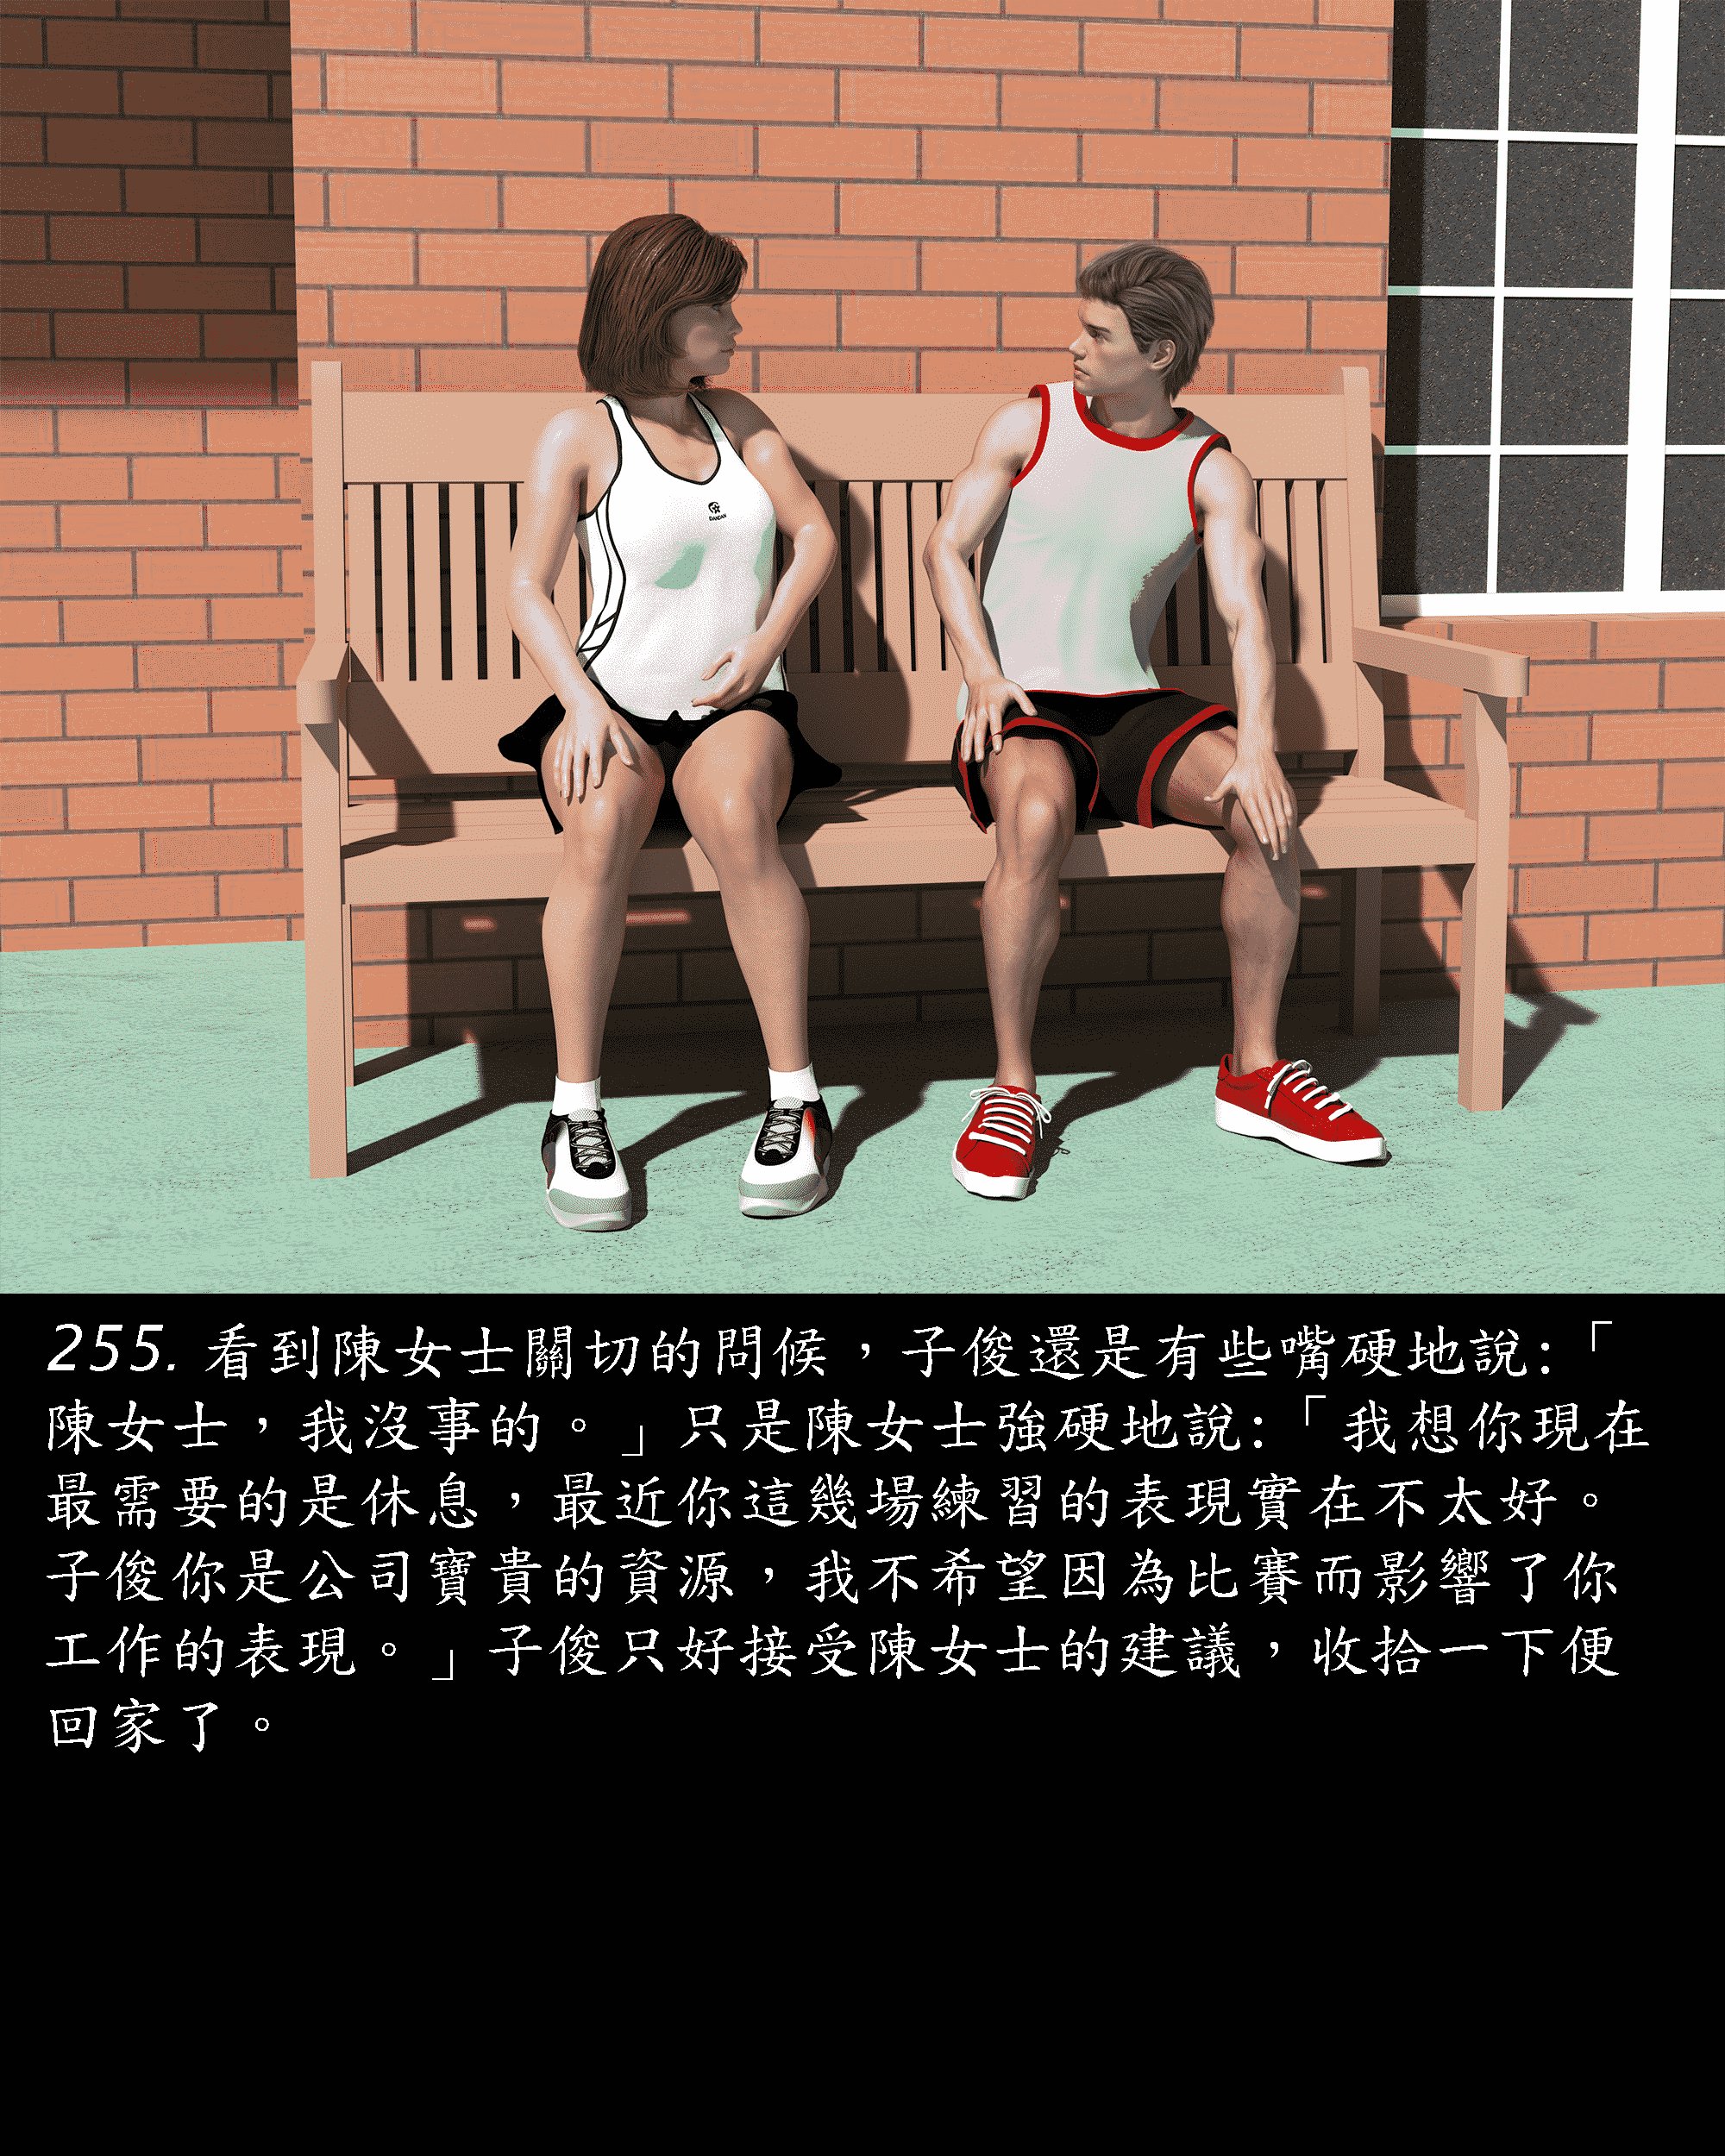 DANDAN
255. 看到陳女士關切的問候，子俊還是有些嘴硬地說:「
陳女士，我沒事的。」只是陳女士強硬地說:「我想你現在
最需要的是休息，最近你這幾場練習的表現實在不太好。
子俊你是公司寶貴的資源，我不希望因為比賽而影響了你
工作的表現。」子俊只好接受陳女士的建議，收拾一下便
回家了。